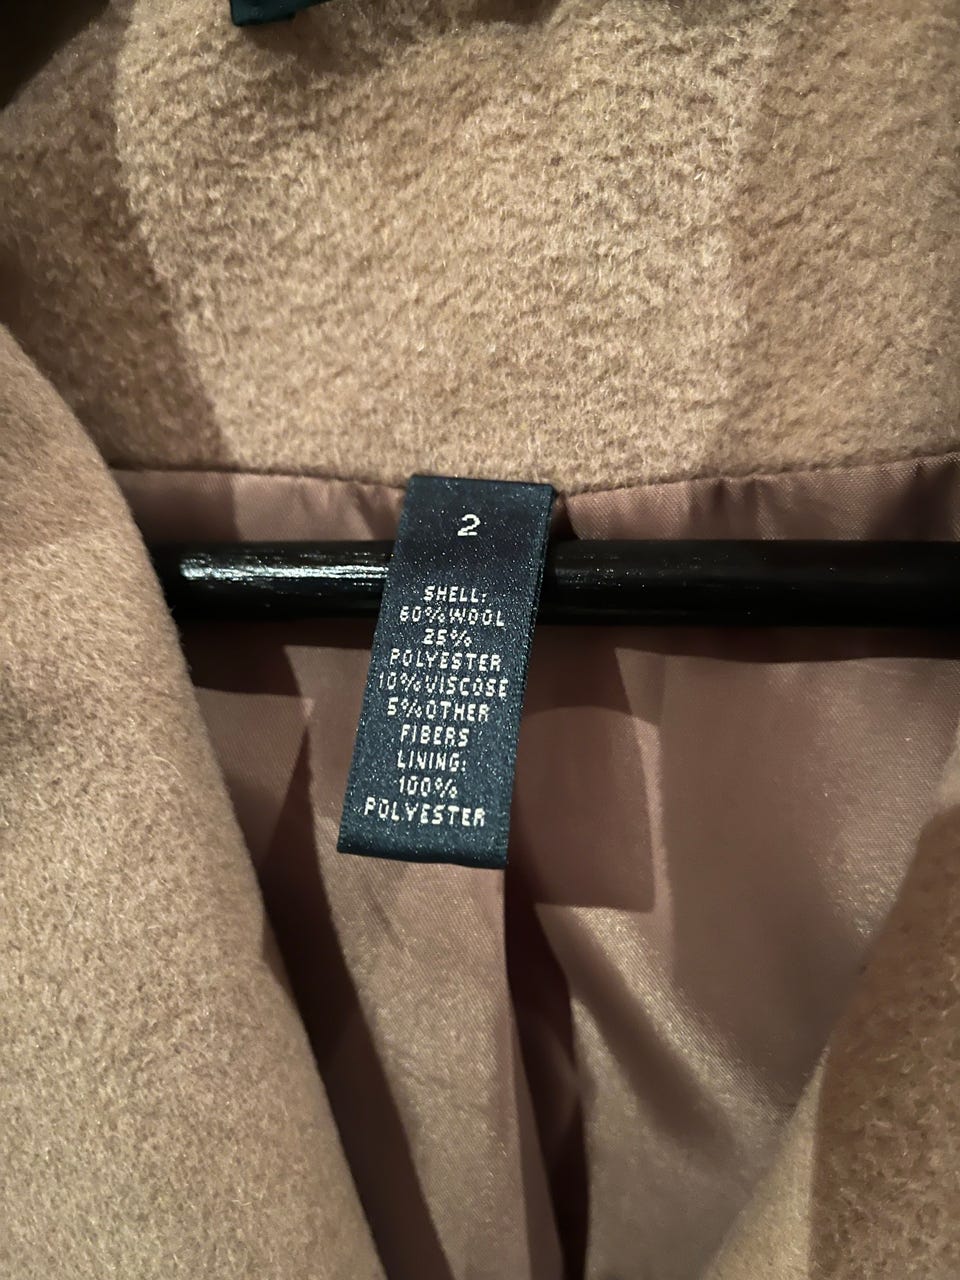 2
SHELL:
60%WOOL
25%
POLYESTER
10%VISCOSE
5%OTHER
FIBERS
LINING:
100%
POLYESTER